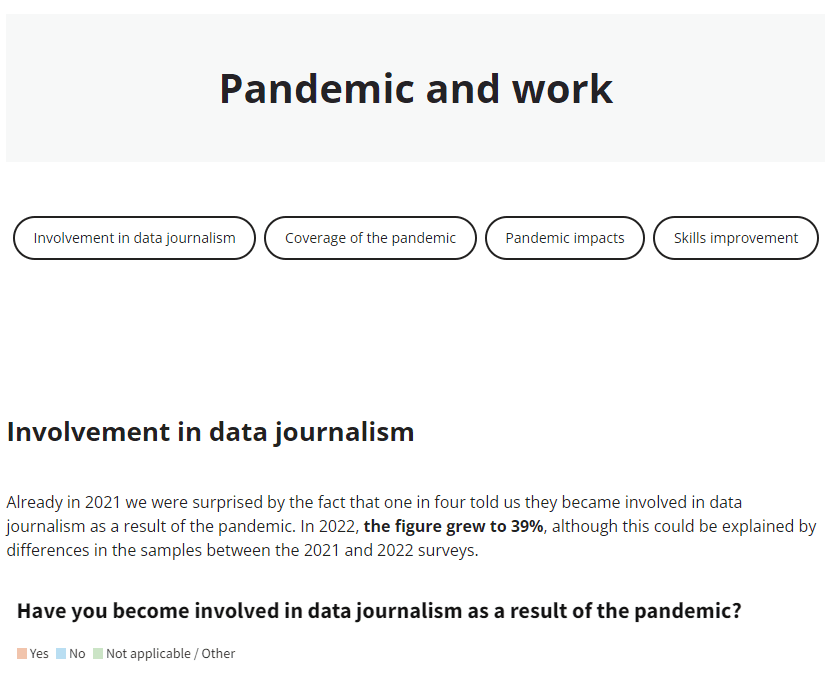 Pandemic and work
Involvement in data journalism
Coverage of the pandemic
Pandemic impacts
Skills improvement
Involvement in data journalism
Already in 2021 we were surprised by the fact that one in four told us they became involved in data
journalism as a result of the pandemic. In 2022, the figure grew to 39%, although this could be explained by
differences in the samples between the 2021 and 2022 surveys.
Have you become involved in data journalism as a result of the pandemic?
Yes No Not applicable / Other